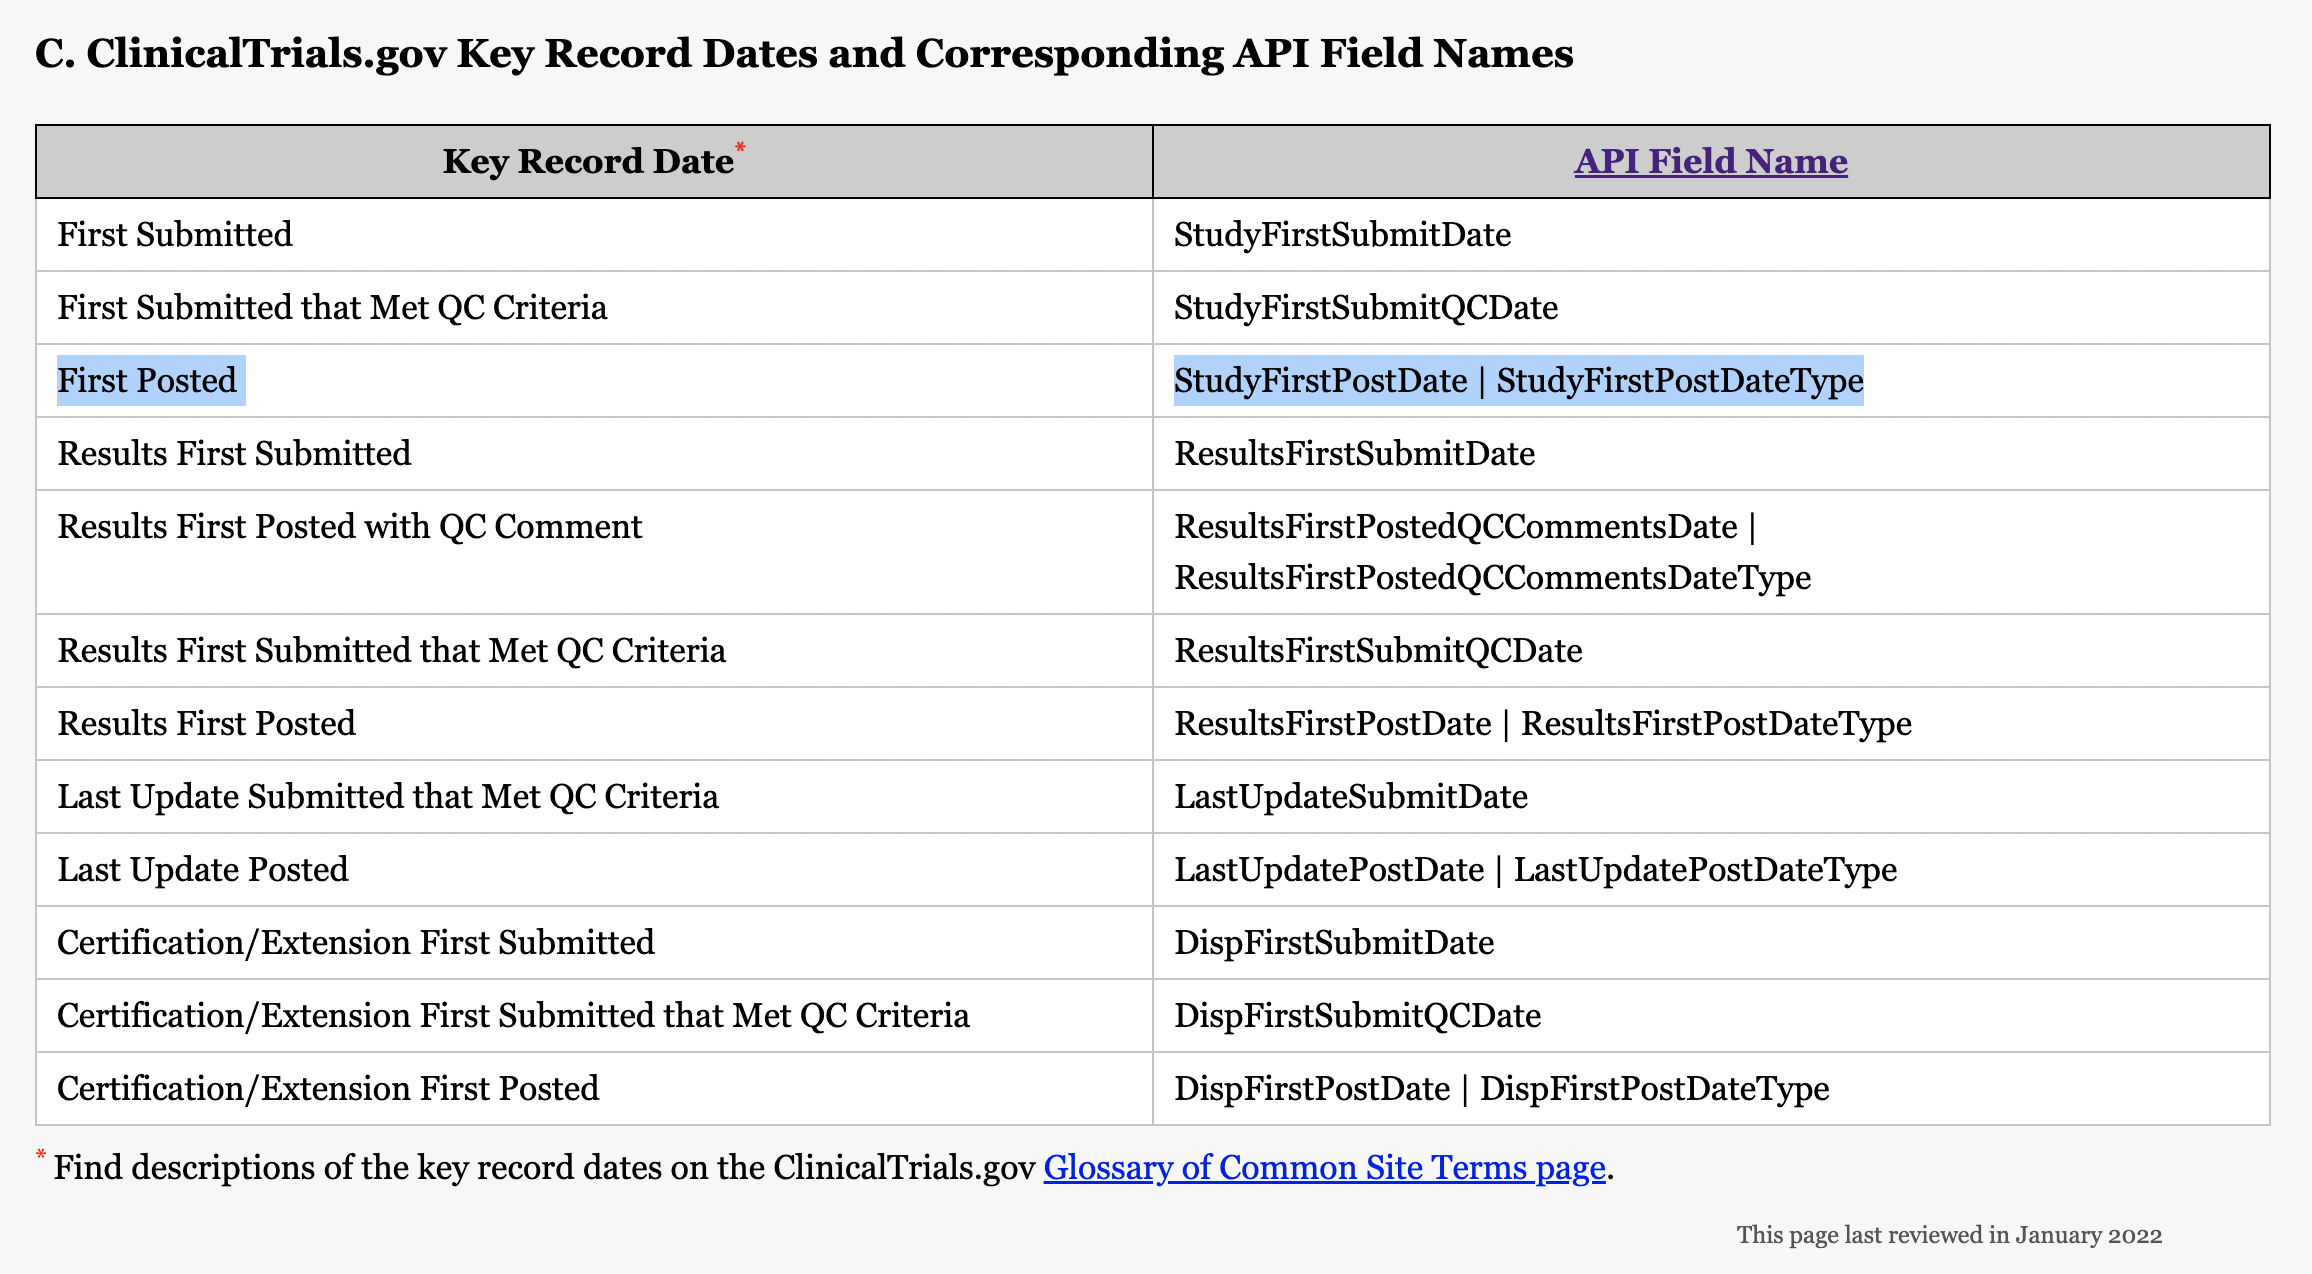 C. ClinicalTrials.gov Key Record Dates and Corresponding API Field Names
Key Record Date* API Field Name
First Submitted StudyFirstSubmitDate
First Submitted that Met QC Criteria StudyFirstSubmitQCDate
First Posted StudyFirstPostDate | StudyFirstPostDateType
Results First Submitted ResultsFirstSubmitDate
Results First Posted with QC Comment ResultsFirstPostedQCCommentsDate |
ResultsFirstPostedQCCommentsDateType
Results First Submitted that Met QC Criteria ResultsFirstSubmitQCDate
Results First Posted ResultsFirstPostDate | ResultsFirstPostDateType
Last Update Submitted that Met QC Criteria LastUpdateSubmitDate
Last Update Posted LastUpdatePostDate | LastUpdatePostDateType
Certification/Extension First Submitted DispFirstSubmitDate
Certification/Extension First Submitted that Met QC Criteria DispFirstSubmitQCDate
Certification/Extension First Posted DispFirstPostDate | DispFirstPostDateType
* Find descriptions of the key record dates on the ClinicalTrials.gov Glossary of Common Site Terms page.
This page last reviewed in January 2022